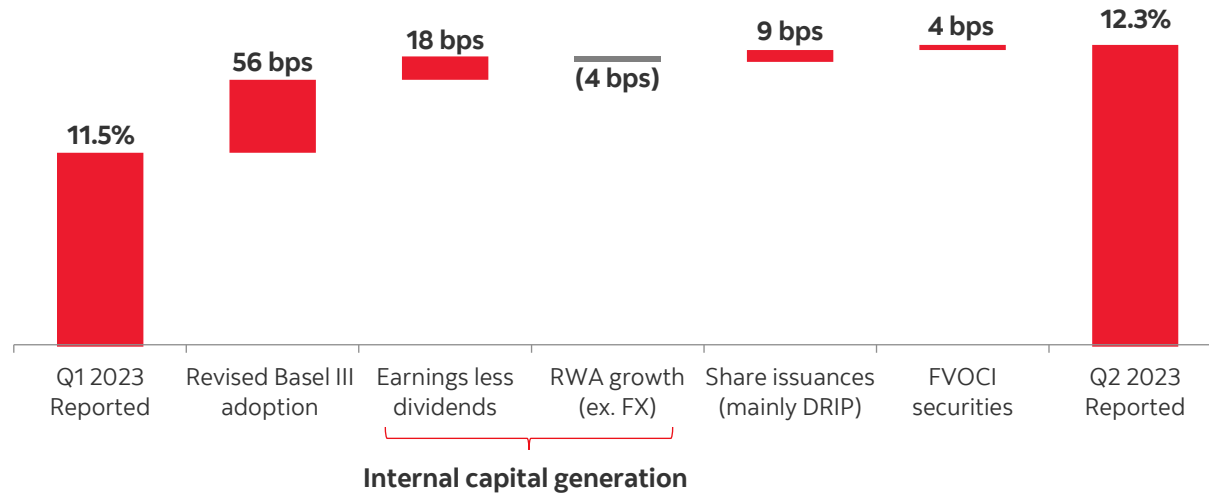 11.5%
56 bps
18 bps
(4 bps)
9 bps
4 bps
12.3%
Q1 2023
Reported
Revised Basel III
adoption
Earnings less
dividends
RWA growth
(ex. FX)
Share issuances
(mainly DRIP)
FVOCI
securities
Q2 2023
Reported
Internal capital generation